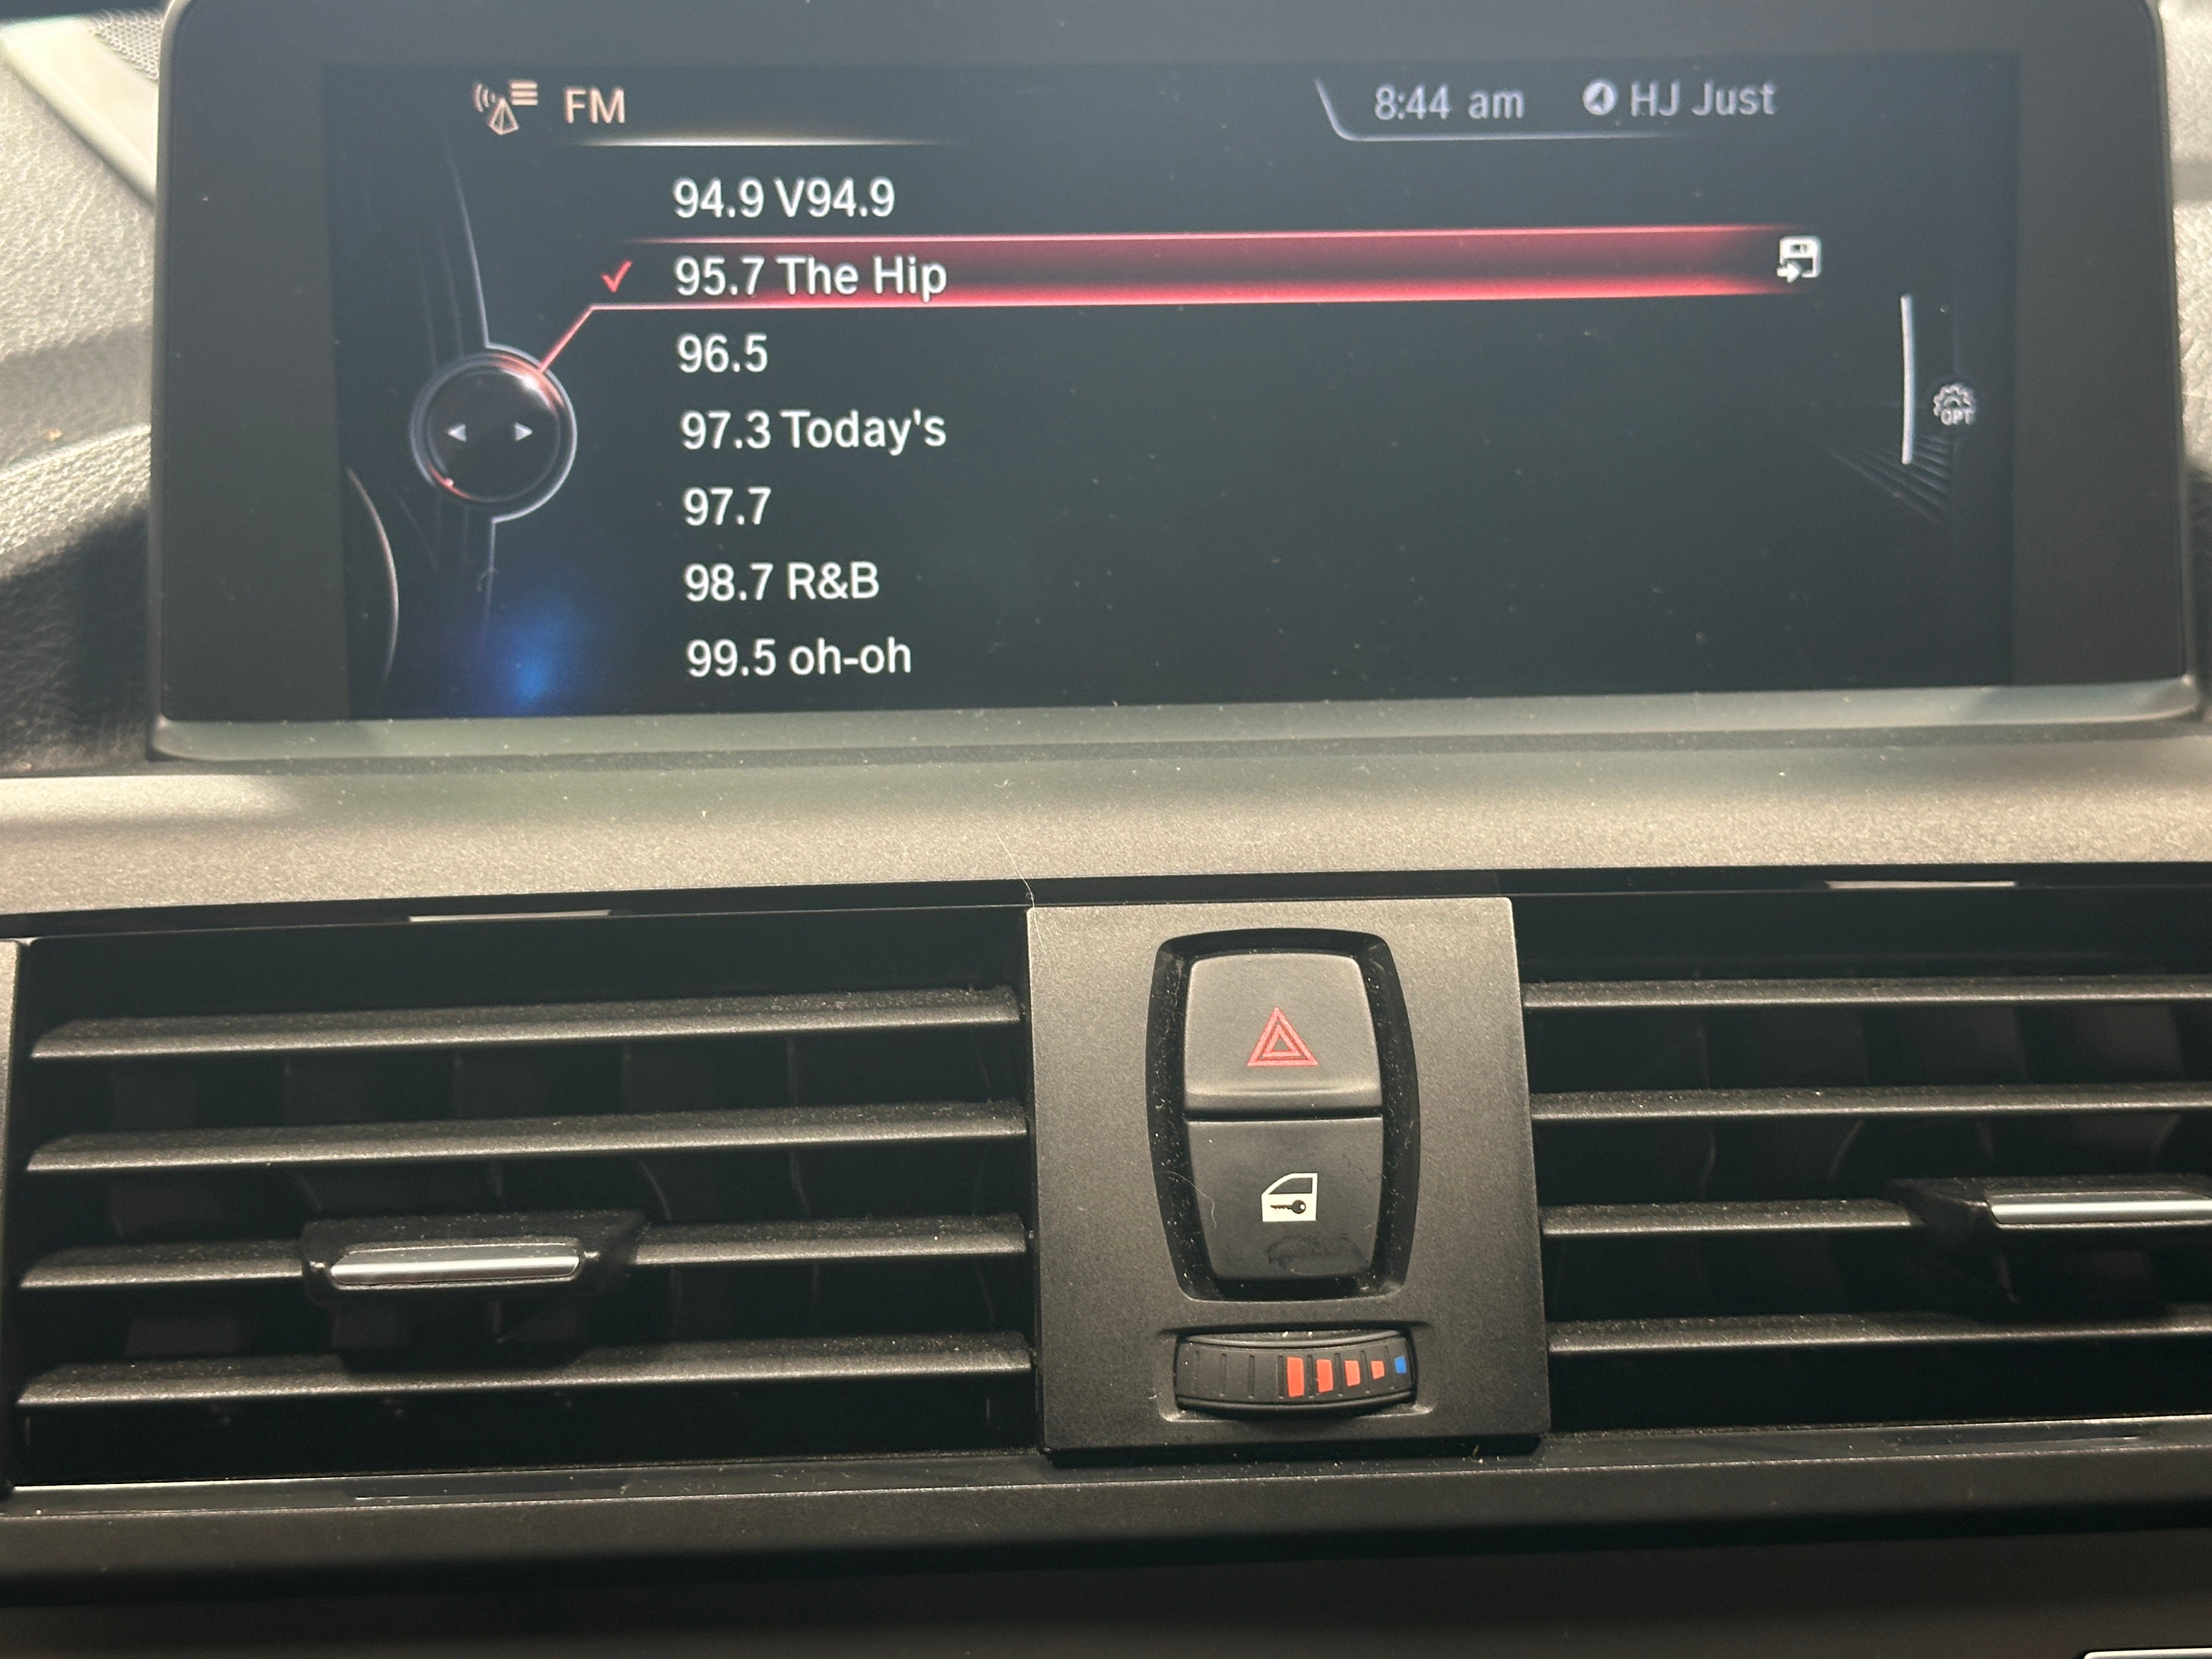 FM
8:44 am HJ Just
94.9 V94.9
95.7 The Hip
96.5
97.3 Today's
97.7
98.7 R&B
99.5 oh-oh
OPT